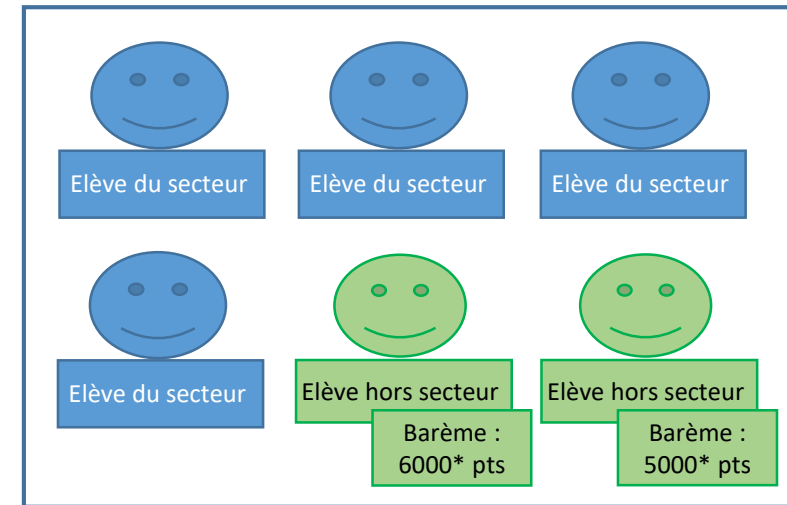 Elève du secteur
Elève du secteur
Elève du secteur
Elève du secteur
Elève hors secteur
Barème :
6000* pts
Elève hors secteur
Barème :
5000* pts